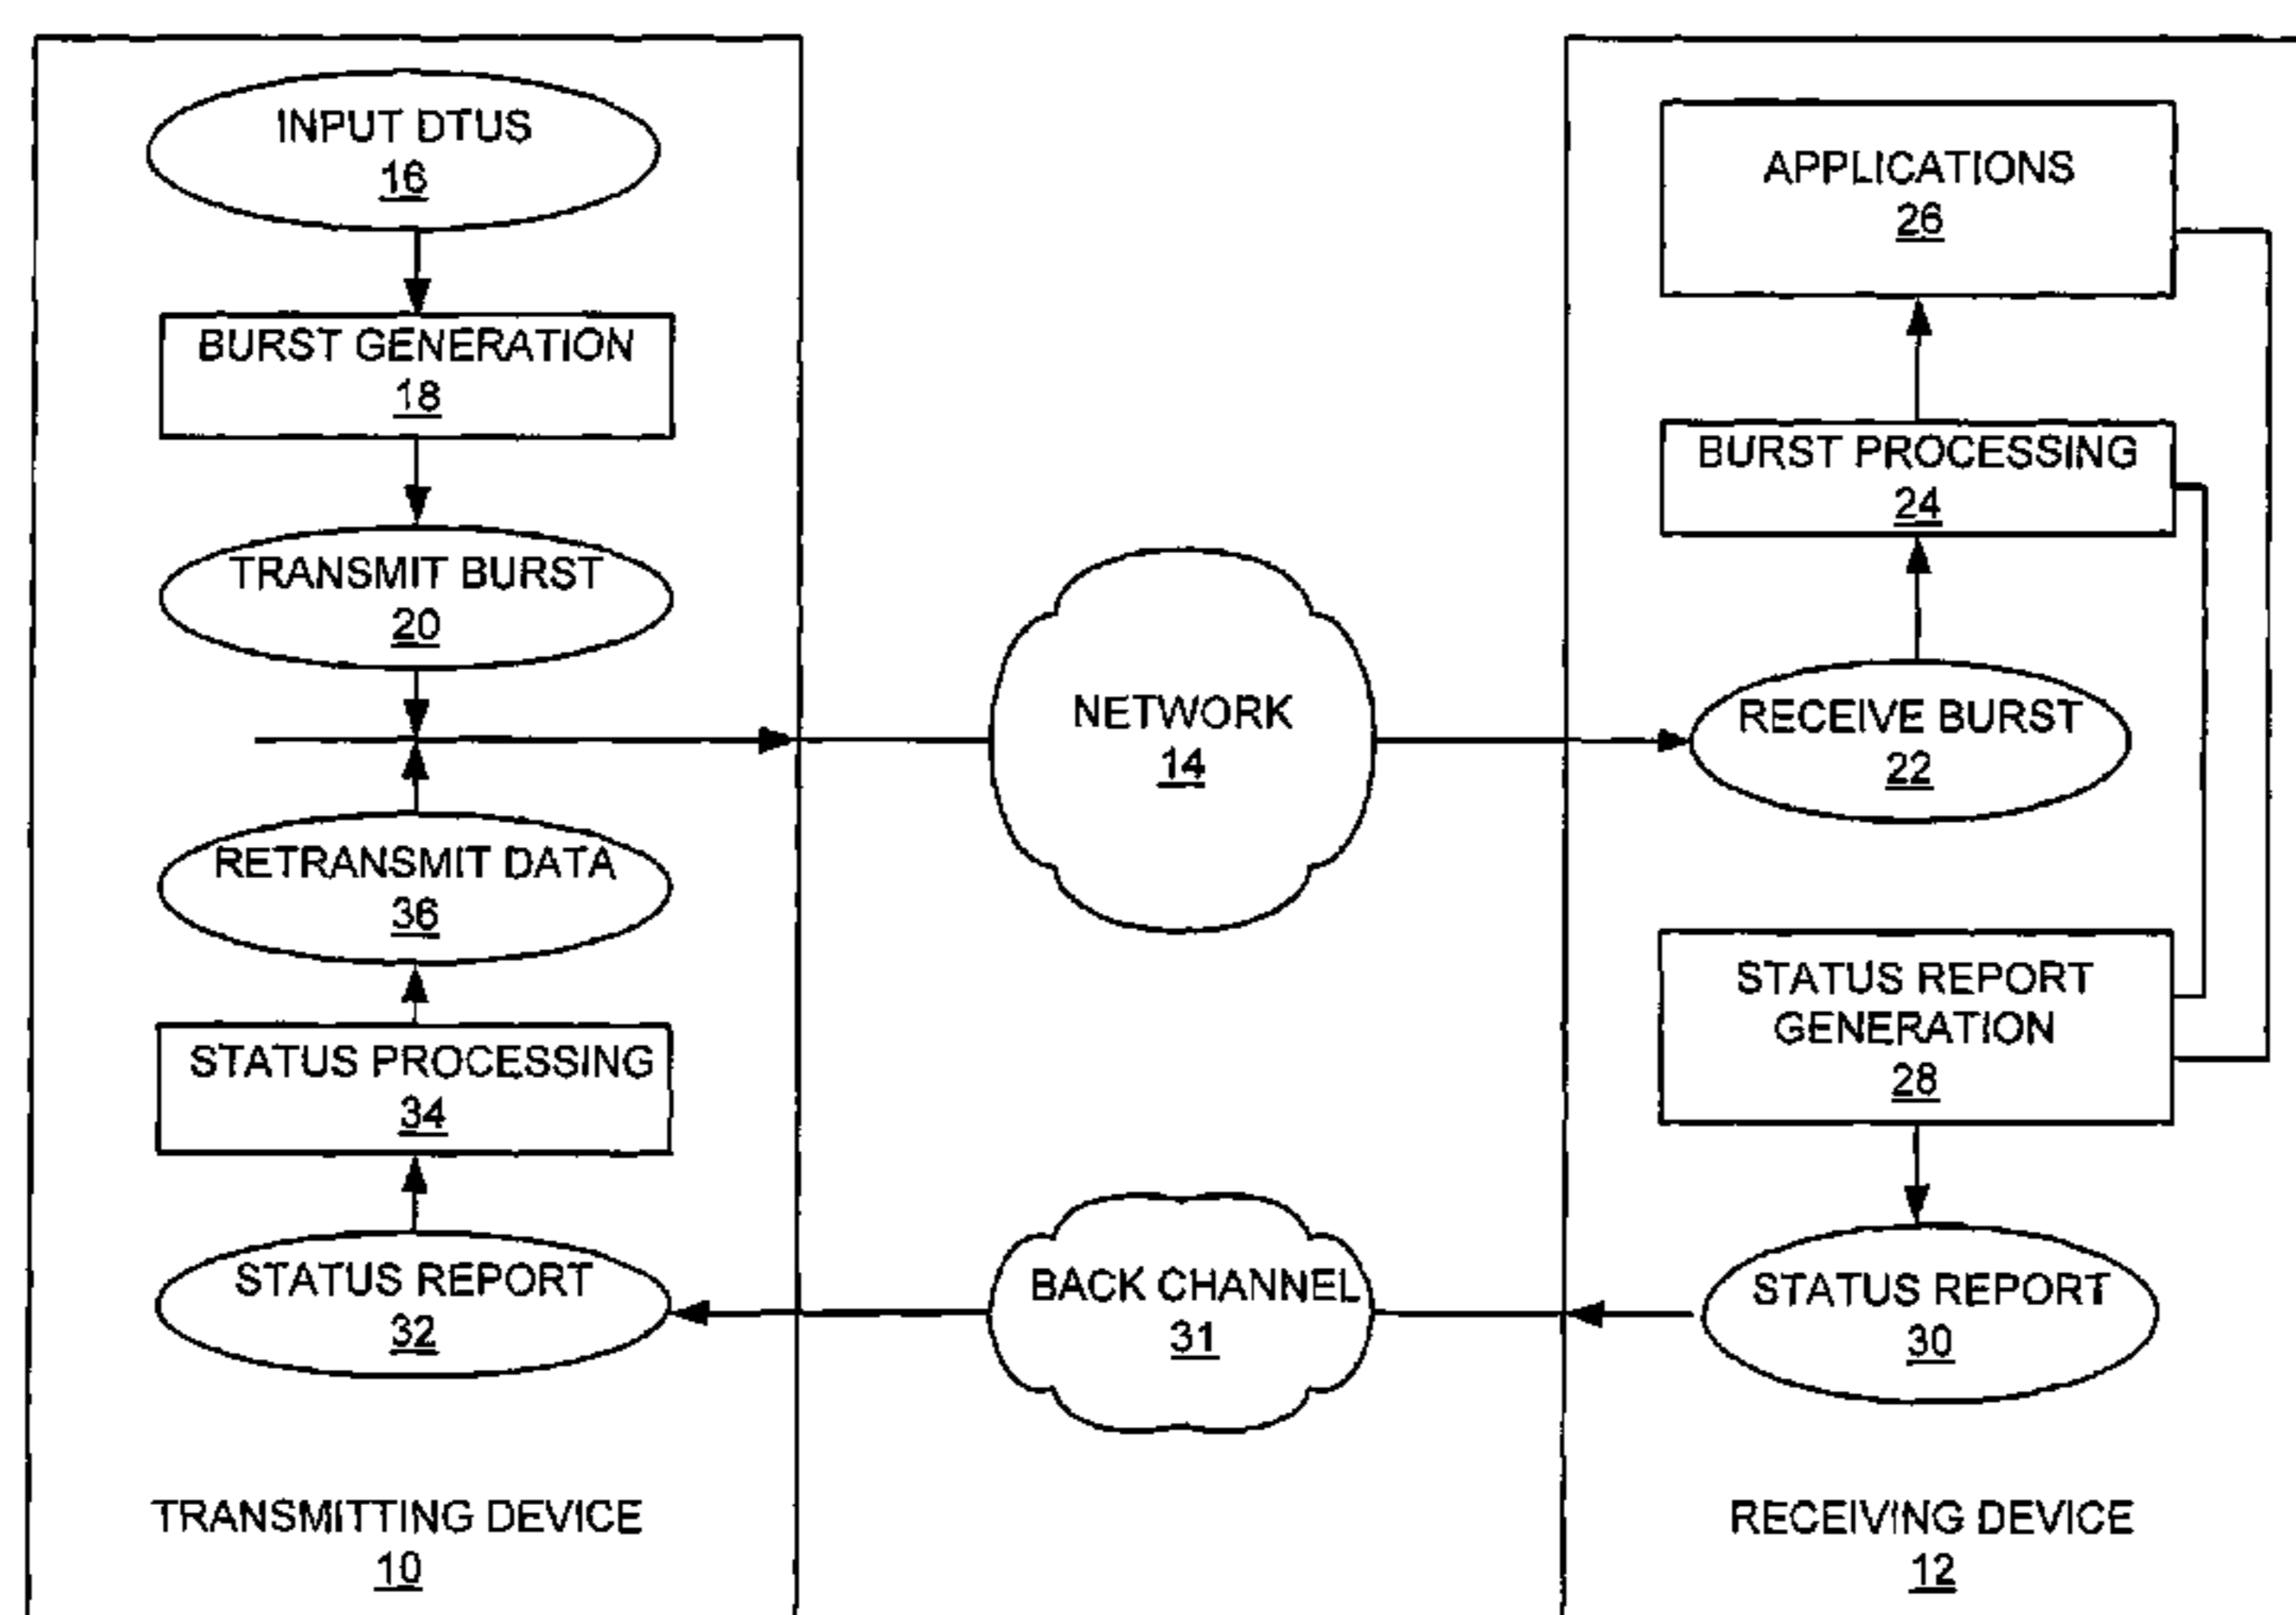 INPUT DTUS
16
BURST GENERATION
18
TRANSMIT BURST
20
RETRANSMIT DATA
36
STATUS PROCESSING
34
STATUS REPORT
32
TRANSMITTING DEVICE
10
NETWORK
14
BACK CHANNEL
31
APPLICATIONS
26
BURST PROCESSING
24
RECEIVE BURST
22
STATUS REPORT
GENERATION
28
STATUS REPORT
30
RECEIVING DEVICE
12